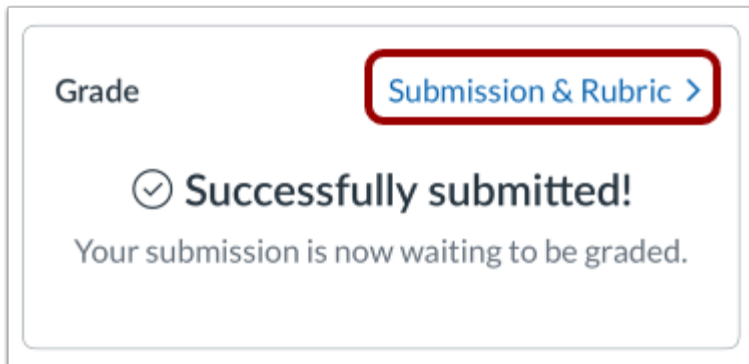 Grade
Submission & Rubric >
Successfully submitted!
Your submission is now waiting to be graded.